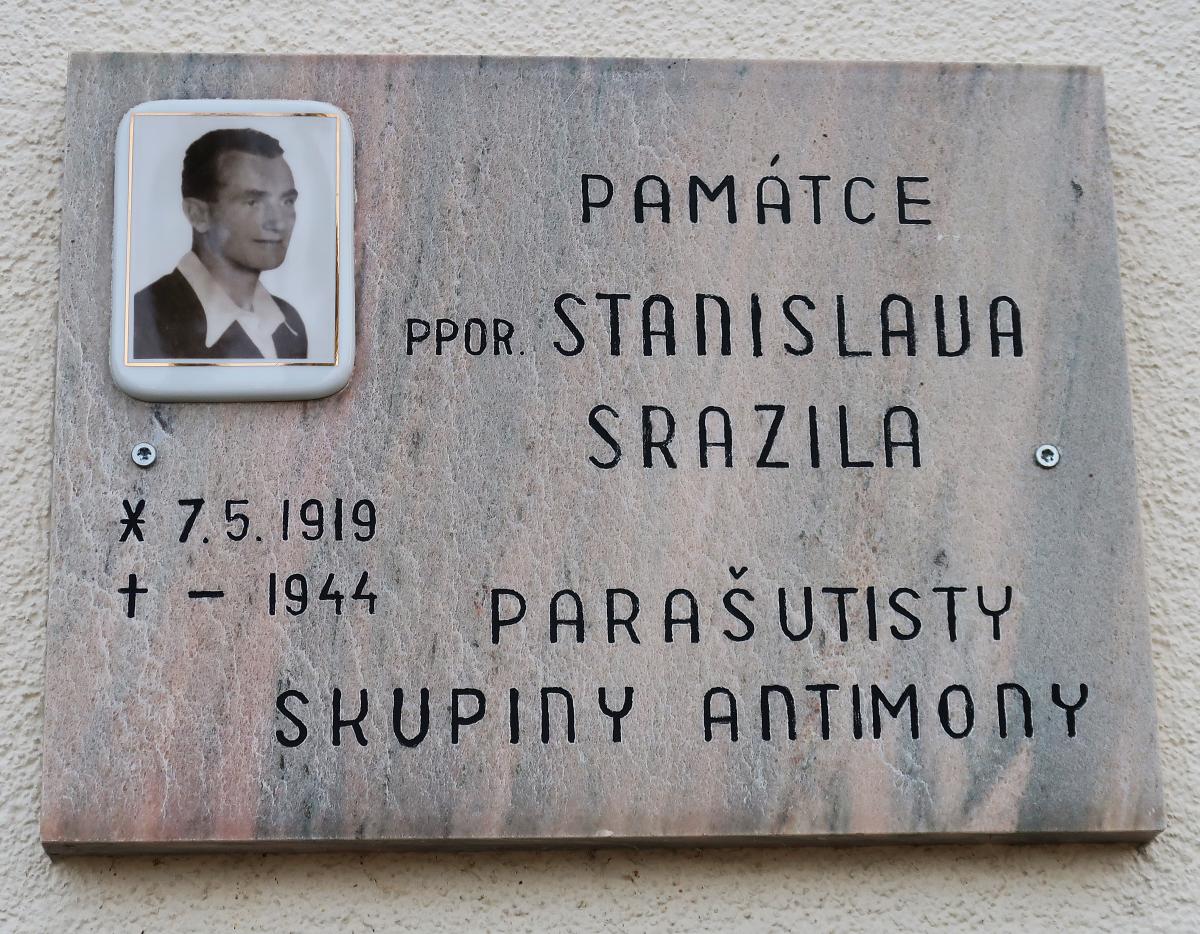 PAMÁTCE
PPOR. STANISLAVA
SRAZILA
* 7.5.1919
† – 1944
PARAŠUTISTY
SKUPINY ANTIMONY